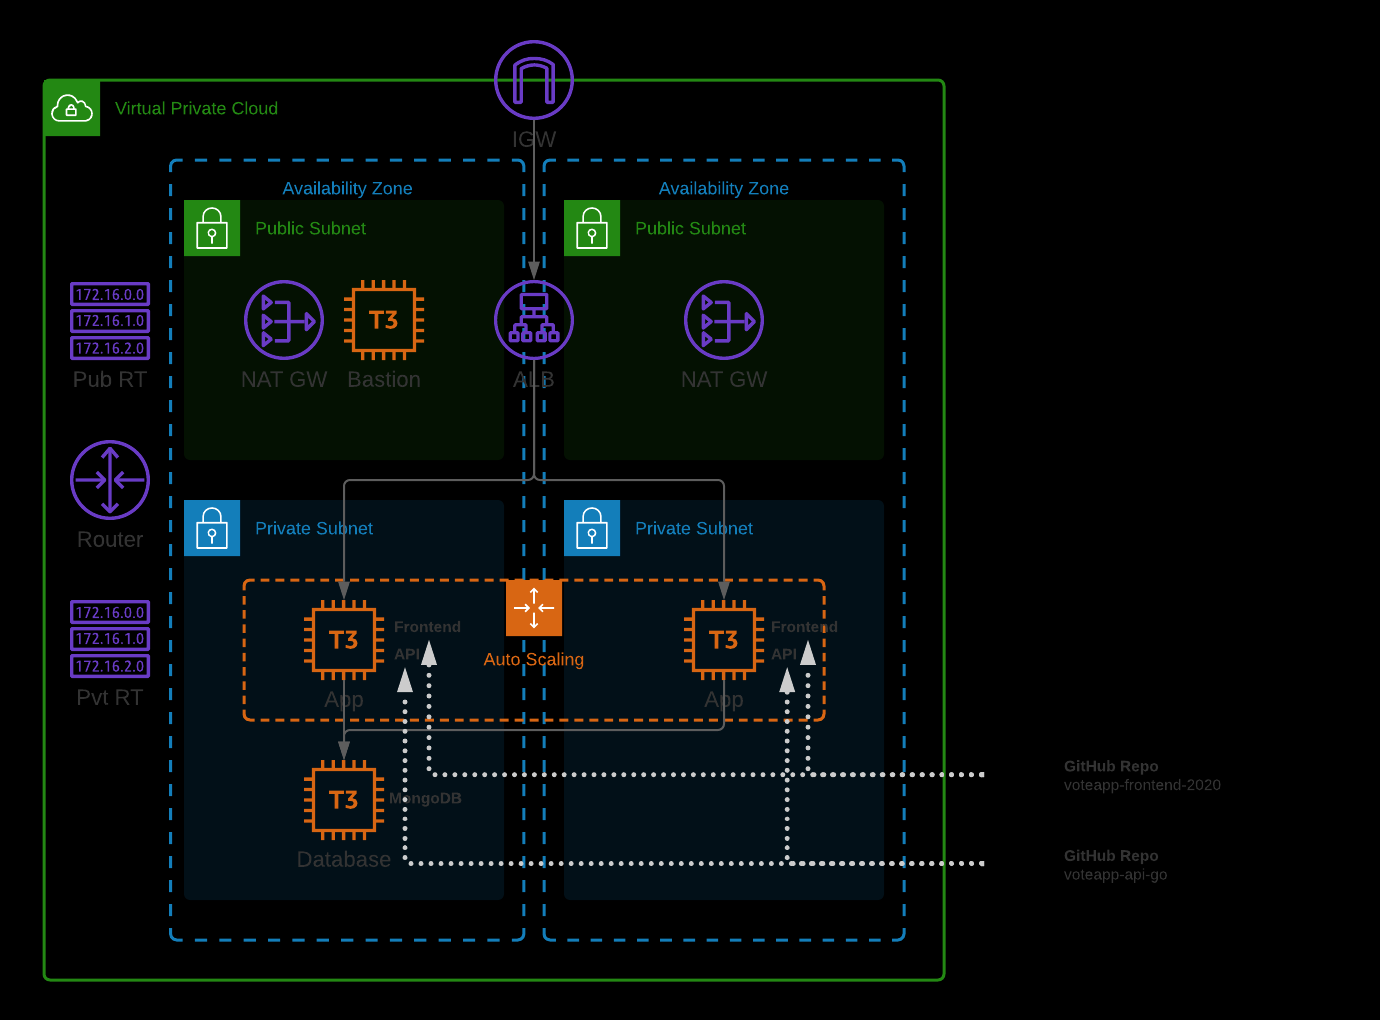 IGW
Virtual Private Cloud
Availability Zone
Availability Zone
Public Subnet
Public Subnet
172.16.0.0
172.16.1.0
172.16.2.0
Pub RT
T3
NAT GW
Bastion
ALB
NAT GW
Router
Private Subnet
Private Subnet
172.16.0.0
172.16.1.0
172.16.2.0
Pvt RT
T3
Frontend
API
App
Auto Scaling
T3
Frontend
API
App
T3
MongoDB
Database
GitHub Repo
voteapp-frontend-2020
GitHub Repo
voteapp-api-go